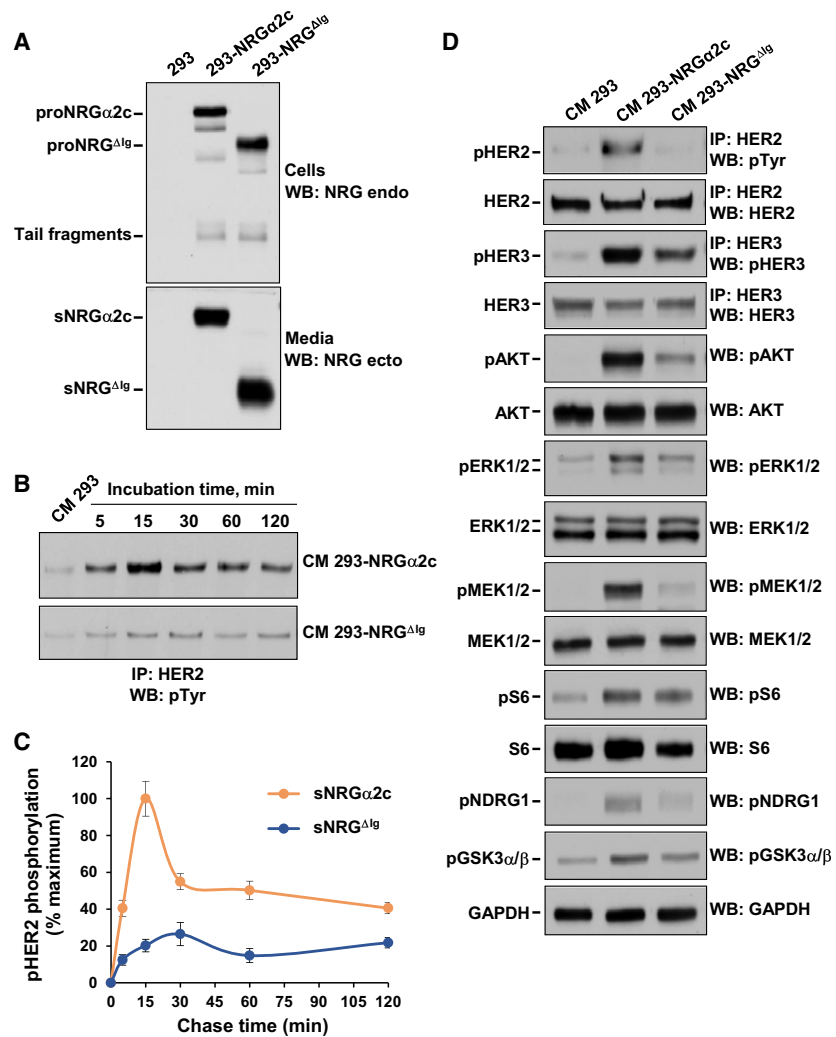 A
293
293-NRGα2c
293-NRGΔIg
proNRGα2c
proNRGΔIg
Tail fragments
Cells
WB: NRG endo
sNRGα2c
sNRGΔIg
Media
WB: NRG ecto
B
CM 293
Incubation time, min
5 15 30 60 120
CM 293-NRGα2c
CM 293-NRGΔIg
IP: HER2
WB: pTyr
C
pHER2 phosphorylation
(% maximum)
120
100
80
60
40
20
0
sNRGα2c
sNRGΔIg
0 15 30 45 60 75 90 105 120
Chase time (min)
D
CM 293
CM 293-NRGα2c
CM 293-NRGΔIg
pHER2
IP: HER2
WB: pTyr
HER2
IP: HER2
WB: HER2
pHER3
IP: HER3
WB: pHER3
HER3
IP: HER3
WB: HER3
pAKT
WB: pAKT
AKT
WB: AKT
pERK1/2
WB: pERK1/2
ERK1/2
WB: ERK1/2
pMEK1/2
WB: pMEK1/2
MEK1/2
WB: MEK1/2
pS6
WB: pS6
S6
WB: S6
pNDRG1
WB: pNDRG1
pGSK3α/β
WB: pGSK3α/β
GAPDH
WB: GAPDH